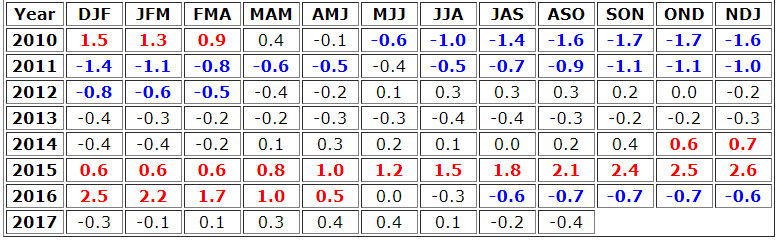 Year DJF JFM FMA MAM AMJ MJJ JJA JAS ASO SON OND NDJ
2010 1.5 1.3 0.9 0.4 -0.1 -0.6 -1.0 -1.4 -1.6 -1.7 -1.7 -1.6
2011 -1.4 -1.1 -0.8 -0.6 -0.5 -0.4 -0.5 -0.7 -0.9 -1.1 -1.1 -1.0
2012 -0.8 -0.6 -0.5 -0.4 -0.2 0.1 0.3 0.3 0.3 0.2 0.0 -0.2
2013 -0.4 -0.3 -0.2 -0.2 -0.3 -0.3 -0.4 -0.4 -0.3 -0.2 -0.2 -0.3
2014 -0.4 -0.4 -0.2 0.1 0.3 0.2 0.1 0.0 0.2 0.4 0.6 0.7
2015 0.6 0.6 0.6 0.8 1.0 1.2 1.5 1.8 2.1 2.4 2.5 2.6
2016 2.5 2.2 1.7 1.0 0.5 0.0 -0.3 -0.6 -0.7 -0.7 -0.7 -0.6
2017 -0.3 -0.1 0.1 0.3 0.4 0.4 0.1 -0.2 -0.4